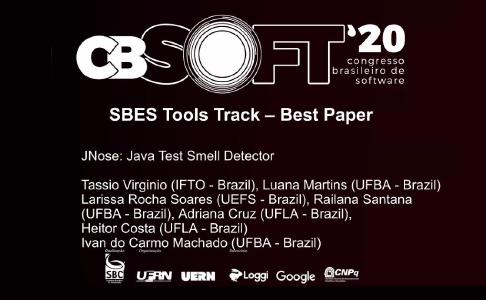 CBSOFT '20
congresso
brasileiro de
software
SBES Tools Track – Best Paper
JNose: Java Test Smell Detector
Tassio Virginio (IFTO - Brazil), Luana Martins (UFBA - Brazil)
Larissa Rocha Soares (UEFS - Brazil), Railana Santana
(UFBA - Brazil), Adriana Cruz (UFLA - Brazil),
Heitor Costa (UFLA - Brazil)
Ivan do Carmo Machado (UFBA - Brazil)
SBC UFRN UERN Loggi Google CNPq